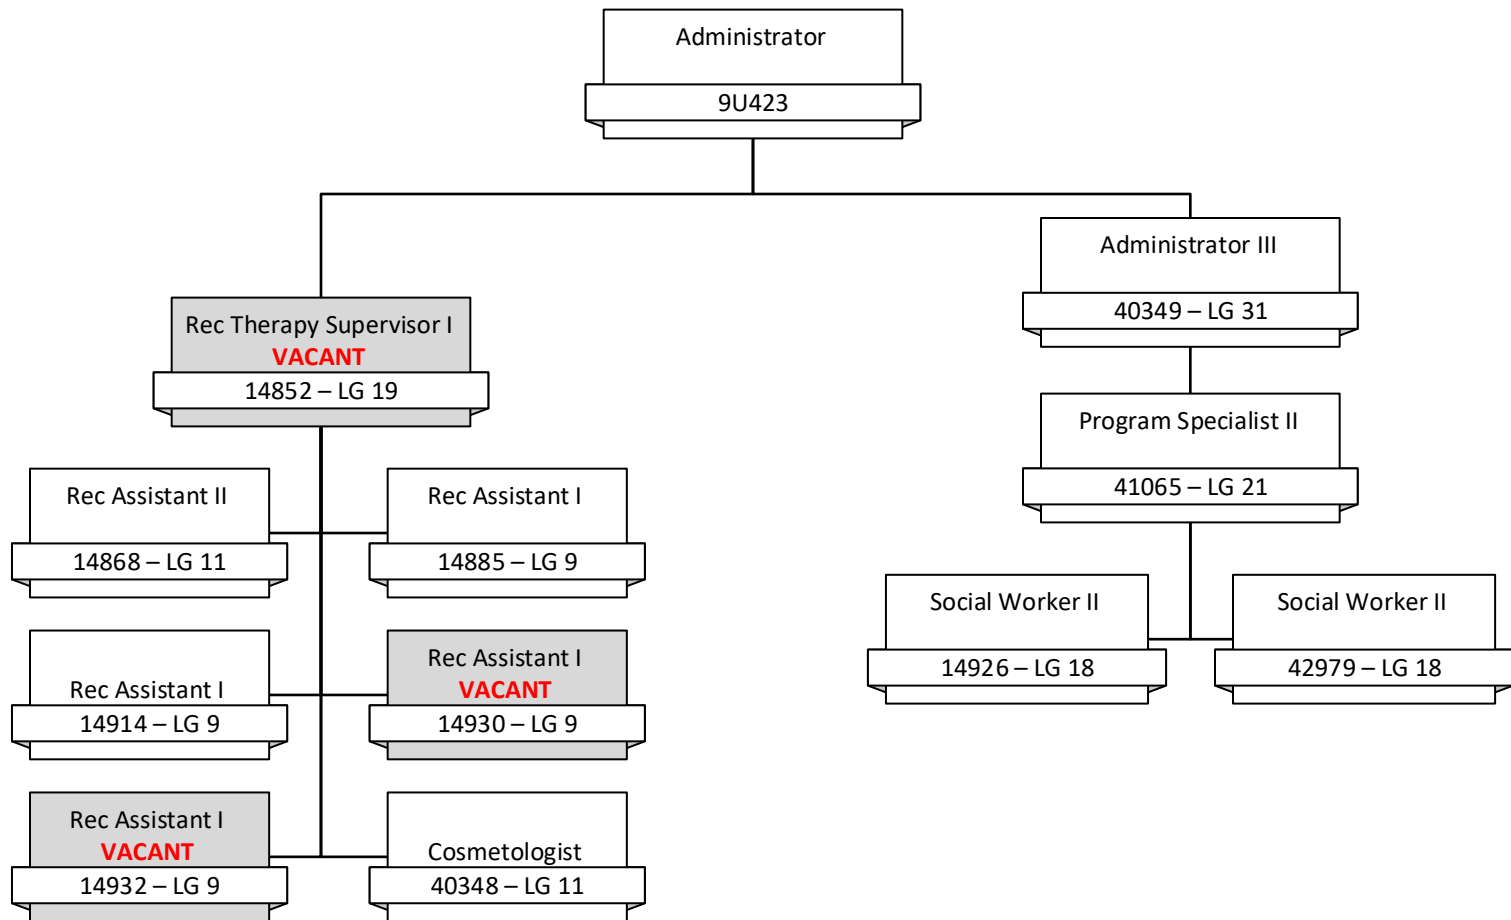 Administrator
9U423
Administrator III
40349 – LG 31
Rec Therapy Supervisor I
VACANT
14852 – LG 19
Program Specialist II
41065 – LG 21
Rec Assistant II
14868 – LG 11
Rec Assistant I
14885 – LG 9
Social Worker II
14926 – LG 18
Social Worker II
42979 – LG 18
Rec Assistant I
14914 – LG 9
Rec Assistant I
VACANT
14930 – LG 9
Rec Assistant I
VACANT
14932 – LG 9
Cosmetologist
40348 – LG 11